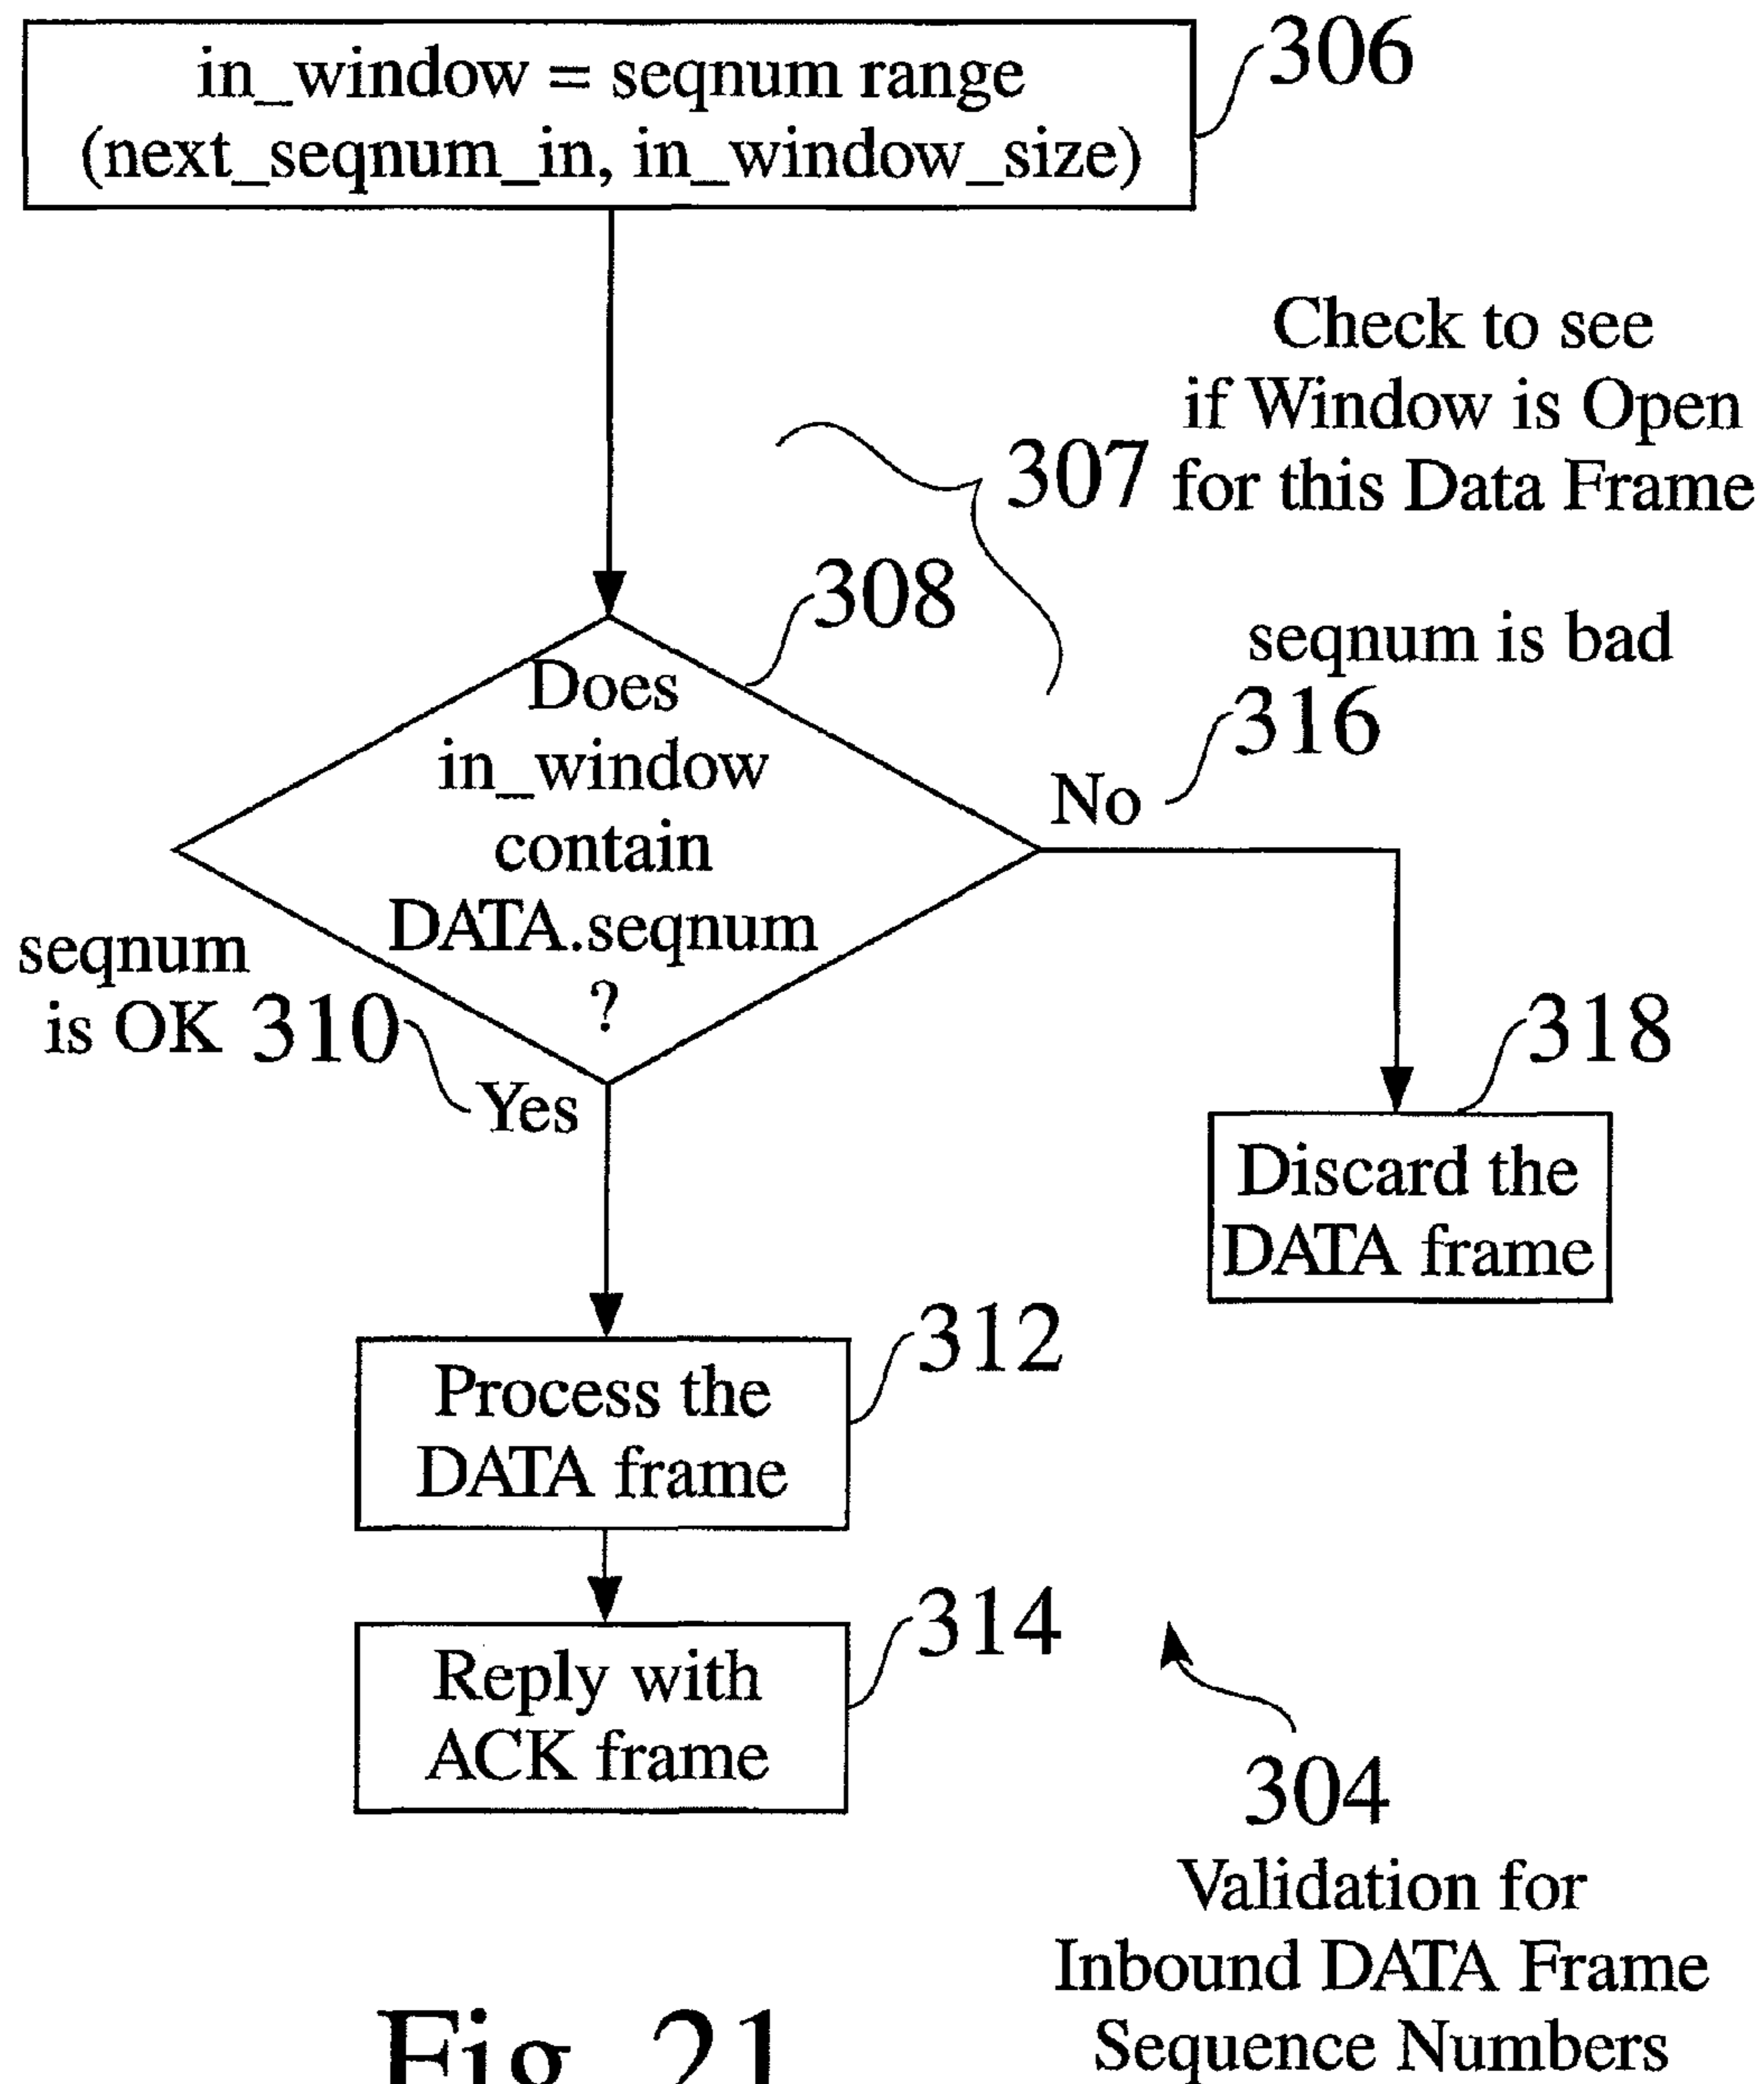 in_window = seqnum range
(next_seqnum_in, in_window_size)
306
Check to see
if Window is Open
307 for this Data Frame
308
seqnum is bad
316
Does
in_window
contain
DATA.seqnum
?
No
seqnum
is OK 310
Yes
318
Discard the
DATA frame
312
Process the
DATA frame
314
Reply with
ACK frame
304
Validation for
Inbound DATA Frame
Sequence Numbers
Fig. 21